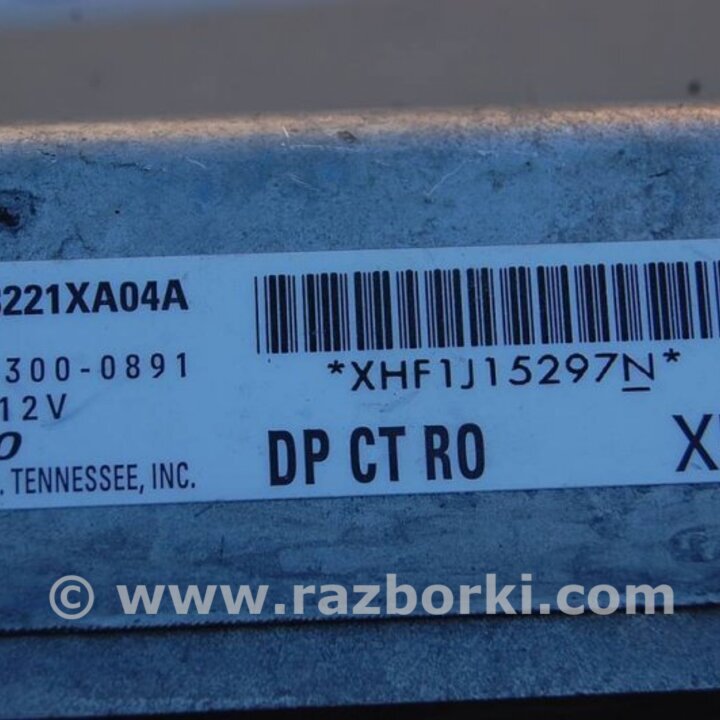 221XA04A
300-0891
12V
*XHF1J15297N*
DP CT RO
TENNESSEE, INC.
© www.razborki.com